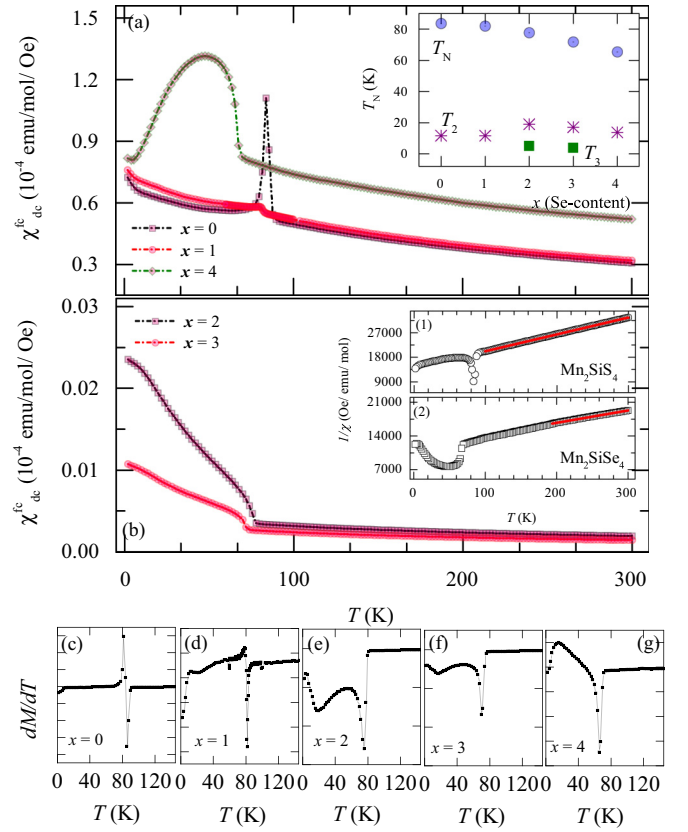 (a)
1.5
1.2
0.9
0.6
0.3
χ^fc_dc (10^-4 emu/mol/ Oe)
x = 0
x = 1
x = 4
80
60
40
20
0
T_N (K)
T_N
T_2
T_3
0 1 2 3 4
x (Se-content)
0.03
0.02
0.01
0.00
χ^fc_dc (10^-4 emu/mol/ Oe)
x = 2
x = 3
(b)
(1)
27000
18000
9000
Mn2SiS4
1/χ (Oe/ emu/ mol)
(2)
21000
14000
7000
Mn2SiSe4
0 100 200 300
T (K)
0 100 200 300
T (K)
dM/dT
(c) (d) (e) (f) (g)
x = 0 x = 1 x = 2 x = 3 x = 4
0 40 80 120 0 40 80 120 0 40 80 120 0 40 80 120 0 40 80 120
T (K) T (K) T (K) T (K) T (K)